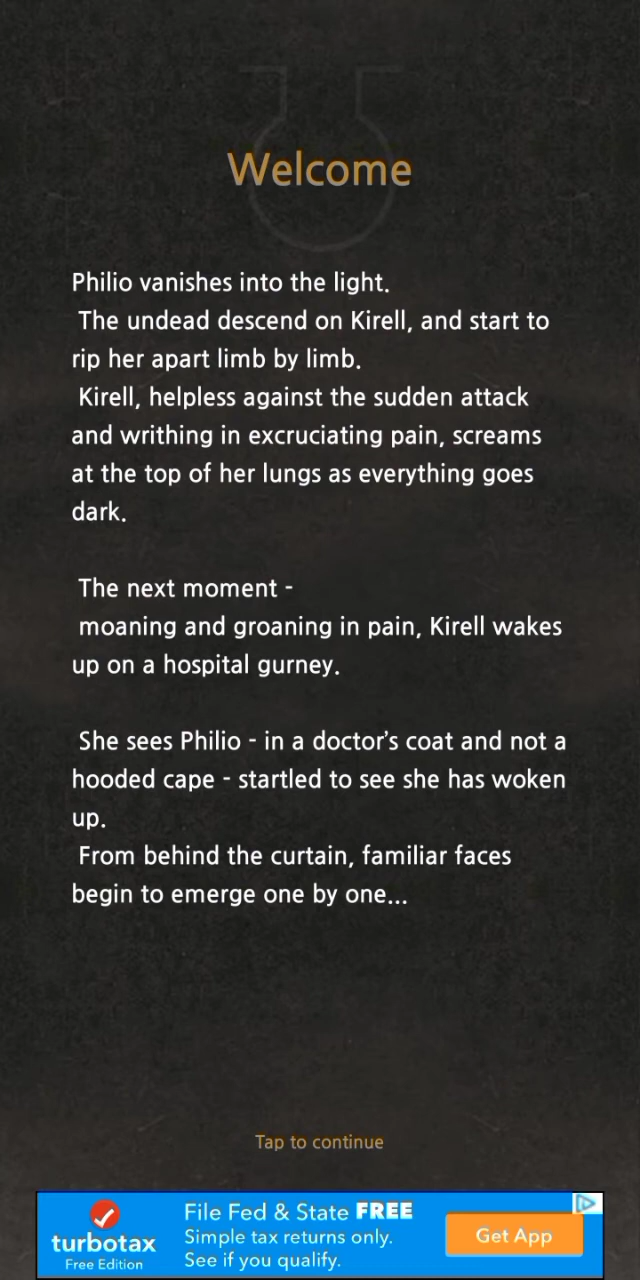 Welcome
Philio vanishes into the light.
The undead descend on Kirell, and start to
rip her apart limb by limb.
Kirell, helpless against the sudden attack
and writhing in excruciating pain, screams
at the top of her lungs as everything goes
dark.
The next moment -
moaning and groaning in pain, Kirell wakes
up on a hospital gurney.
She sees Philio - in a doctor's coat and not a
hooded cape - startled to see she has woken
up.
From behind the curtain, familiar faces
begin to emerge one by one...
Tap to continue
turbotax
Free Edition
File Fed & State FREE
Simple tax returns only.
See if you qualify.
Get App